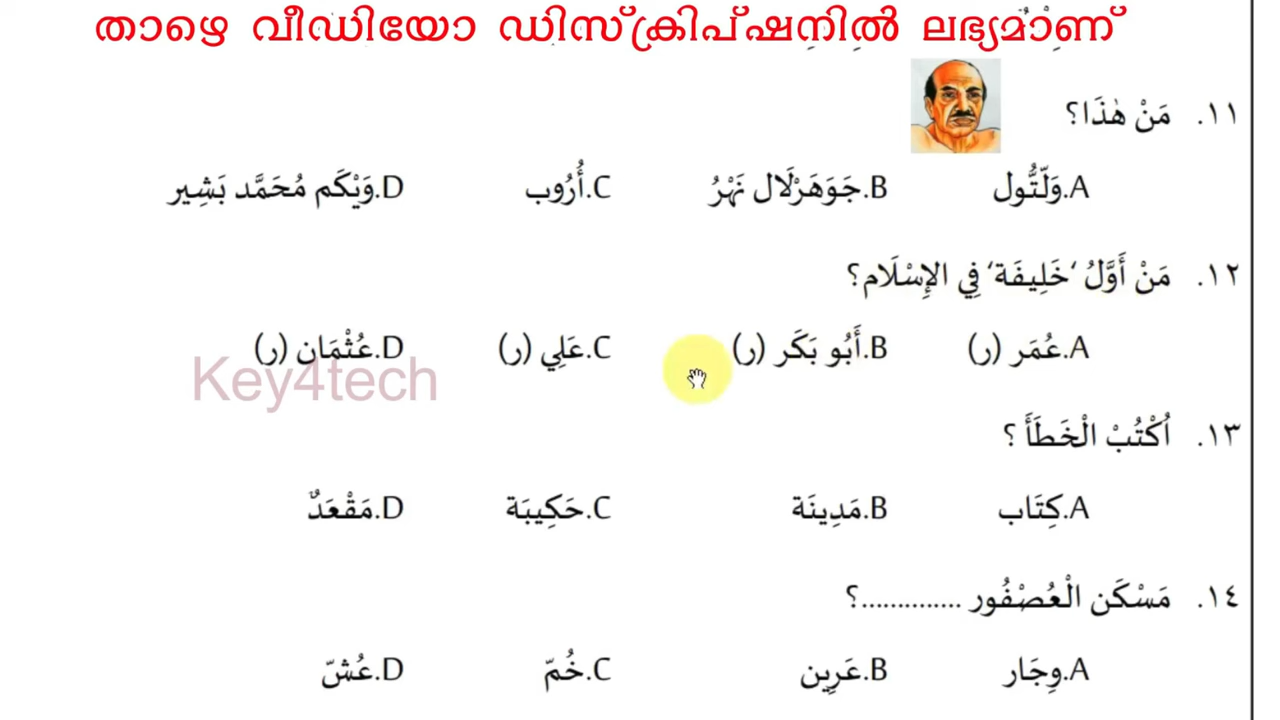 താഴെ വീഡിയോ ഡിസ്ക്രിപ്ഷനിൽ ലഭ്യമാണ്
١١. مَنْ هٰذَا؟
A.وَلّتُّول B.جَوَهَرْلَال نَهْرُ C.أُرُوب D.وَيْكَم مُحَمَّد بَشِير
١٢. مَنْ أَوَّلُ ‘خَلِيفَة‘ فِي الإِسْلَام؟
A.عُمَر (ر) B.أَبُو بَكَر (ر) C.عَلِي (ر) D.عُثْمَان (ر)
Key4tech
١٣. اُكْتُبْ الْخَطَأَ ؟
A.كِتَاب B.مَدِينَة C.حَكِيبَة D.مَقْعَدٌ
١٤. مَسْكَن الْعُصْفُور ..............؟
A.وِجَار B.عَرِين C.خُمّ D.عُشّ